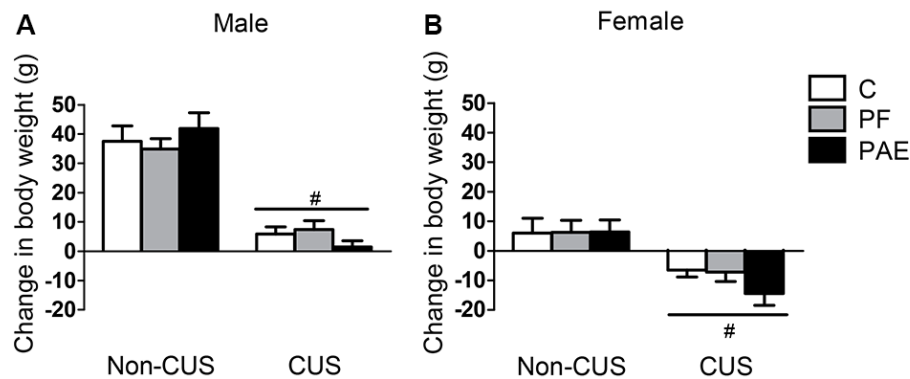 A
Male
Change in body weight (g)
50
40
30
20
10
0
-10
-20
#
Non-CUS
CUS
B
Female
Change in body weight (g)
50
40
30
20
10
0
-10
-20
#
Non-CUS
CUS
C
PF
PAE